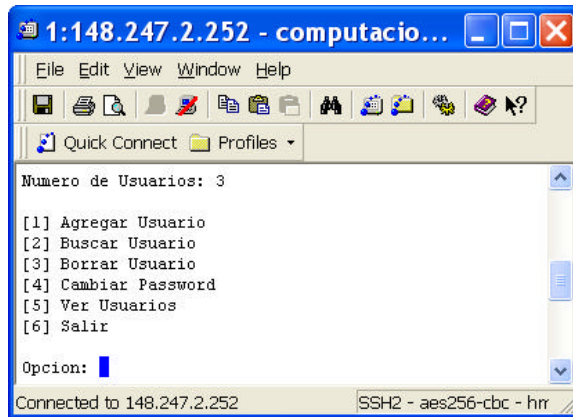 1:148.247.2.252 - computacio...
File Edit View Window Help
Quick Connect Profiles
Numero de Usuarios: 3
[1] Agregar Usuario
[2] Buscar Usuario
[3] Borrar Usuario
[4] Cambiar Password
[5] Ver Usuarios
[6] Salir
Opcion:
Connected to 148.247.2.252 SSH2 - aes256-cbc - hm